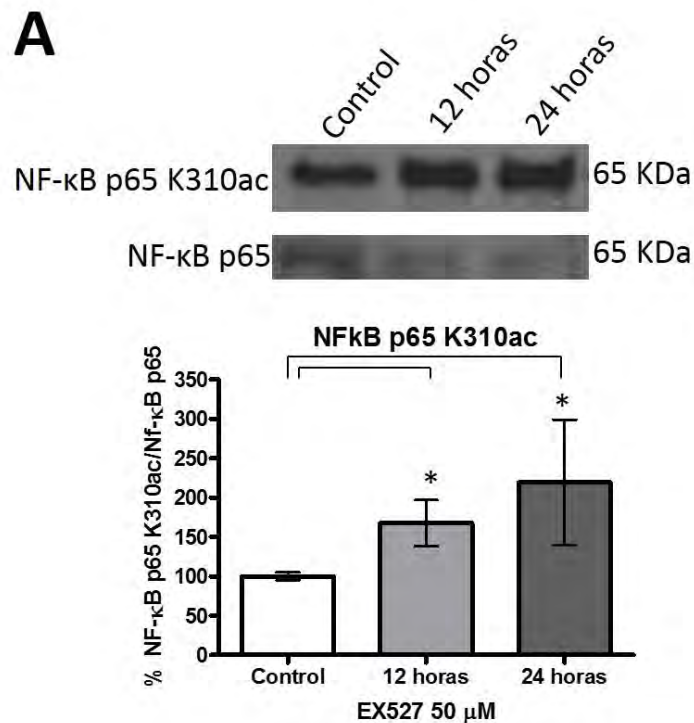 A
Control 12 horas 24 horas
NF-κB p65 K310ac 65 KDa
NF-κB p65 65 KDa
NFkB p65 K310ac
% NF-κB p65 K310ac/Nf-κB p65
350
300
250
200
150
100
50
0
* *
Control 12 horas 24 horas
EX527 50 μM